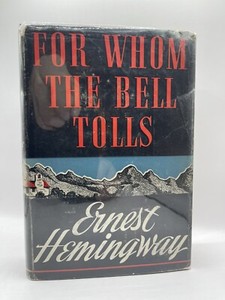 FOR WHOM
THE BELL
TOLLS
Ernest
Hemingway